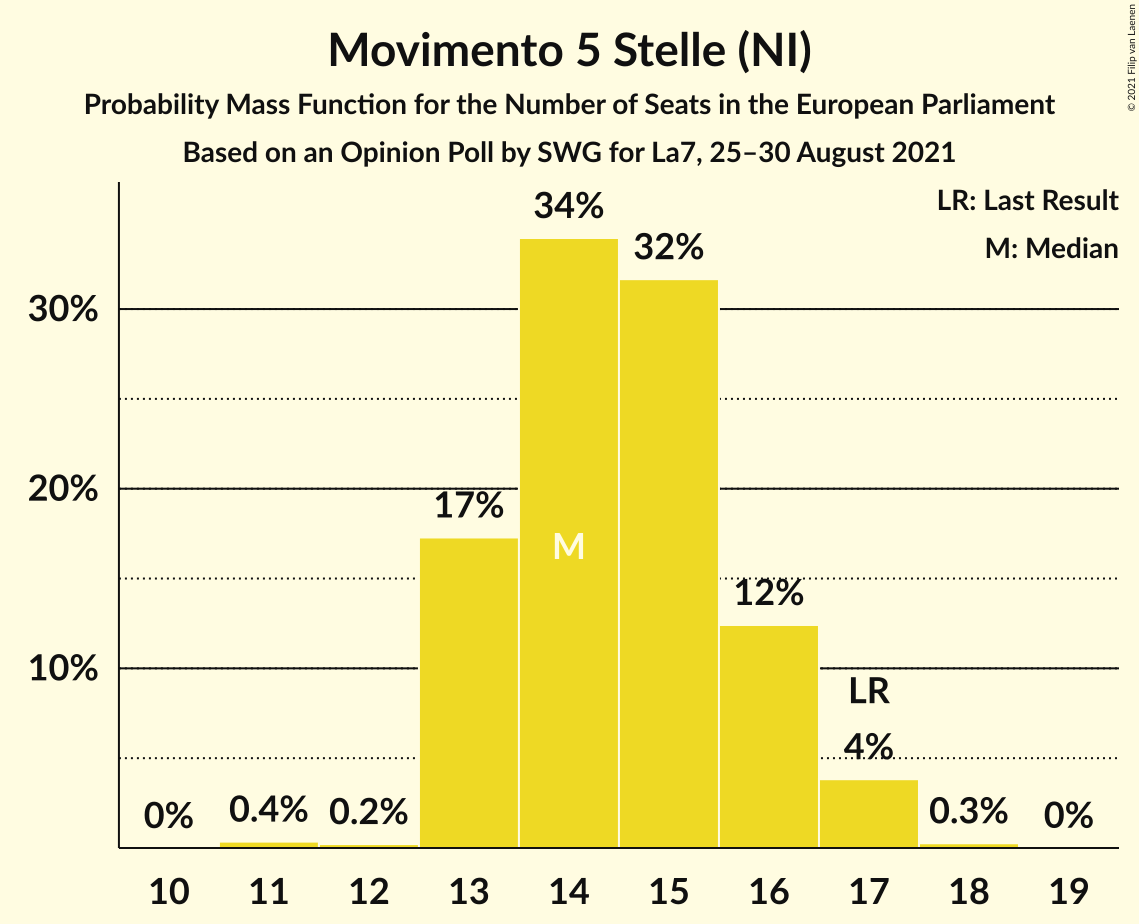 Movimento 5 Stelle (NI)
Probability Mass Function for the Number of Seats in the European Parliament
Based on an Opinion Poll by SWG for La7, 25–30 August 2021
© 2021 Filip van Laenen
LR: Last Result
M: Median
34%
32%
30%
20%
17%
M
12%
10%
LR
4%
0%
0.4%
0.2%
0.3%
0%
10 11 12 13 14 15 16 17 18 19